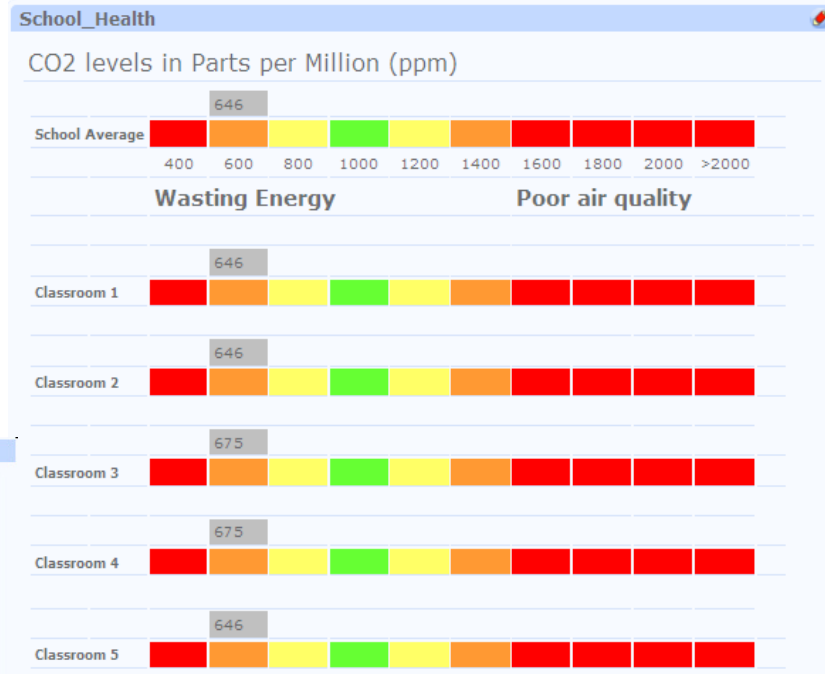 School_Health
CO2 levels in Parts per Million (ppm)
646
School Average
400 600 800 1000 1200 1400 1600 1800 2000 >2000
Wasting Energy Poor air quality
646
Classroom 1
646
Classroom 2
675
Classroom 3
675
Classroom 4
646
Classroom 5